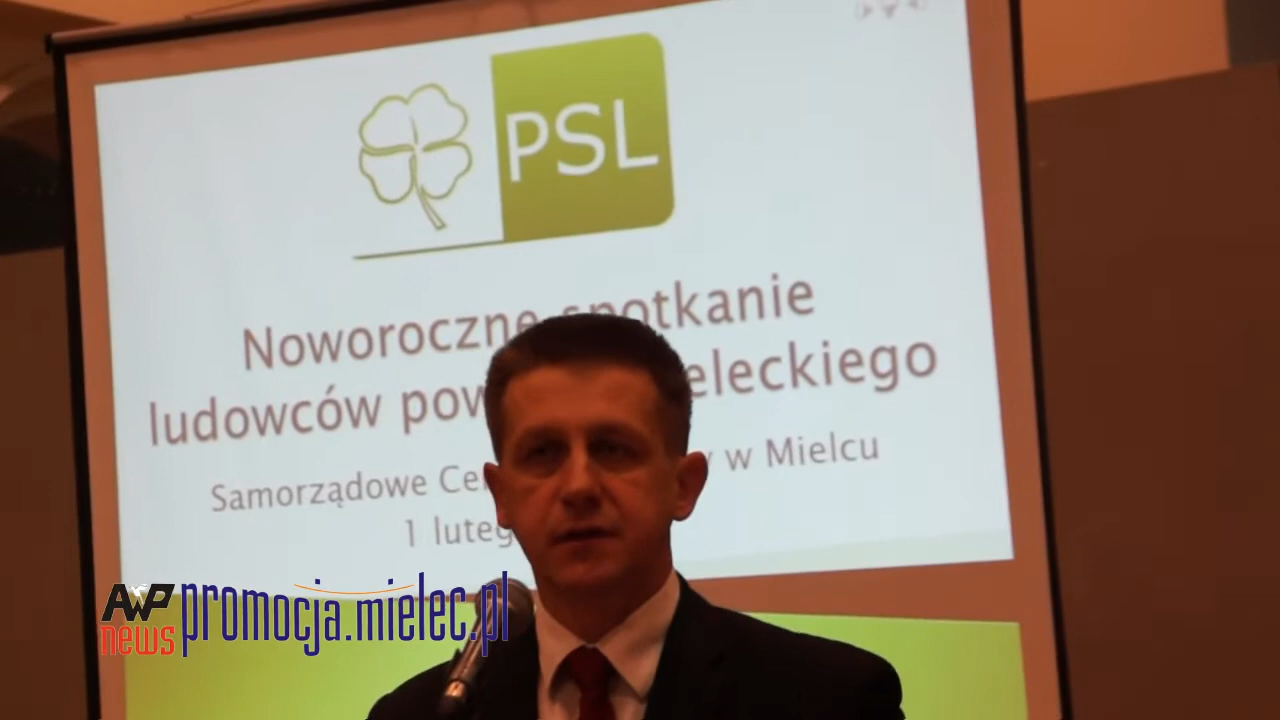 PSL
Noworoczne spotkanie
ludowców pow eleckiego
Samorządowe Ce w Mielcu
1 luteg
AWP
news
promocja.mielec.pl